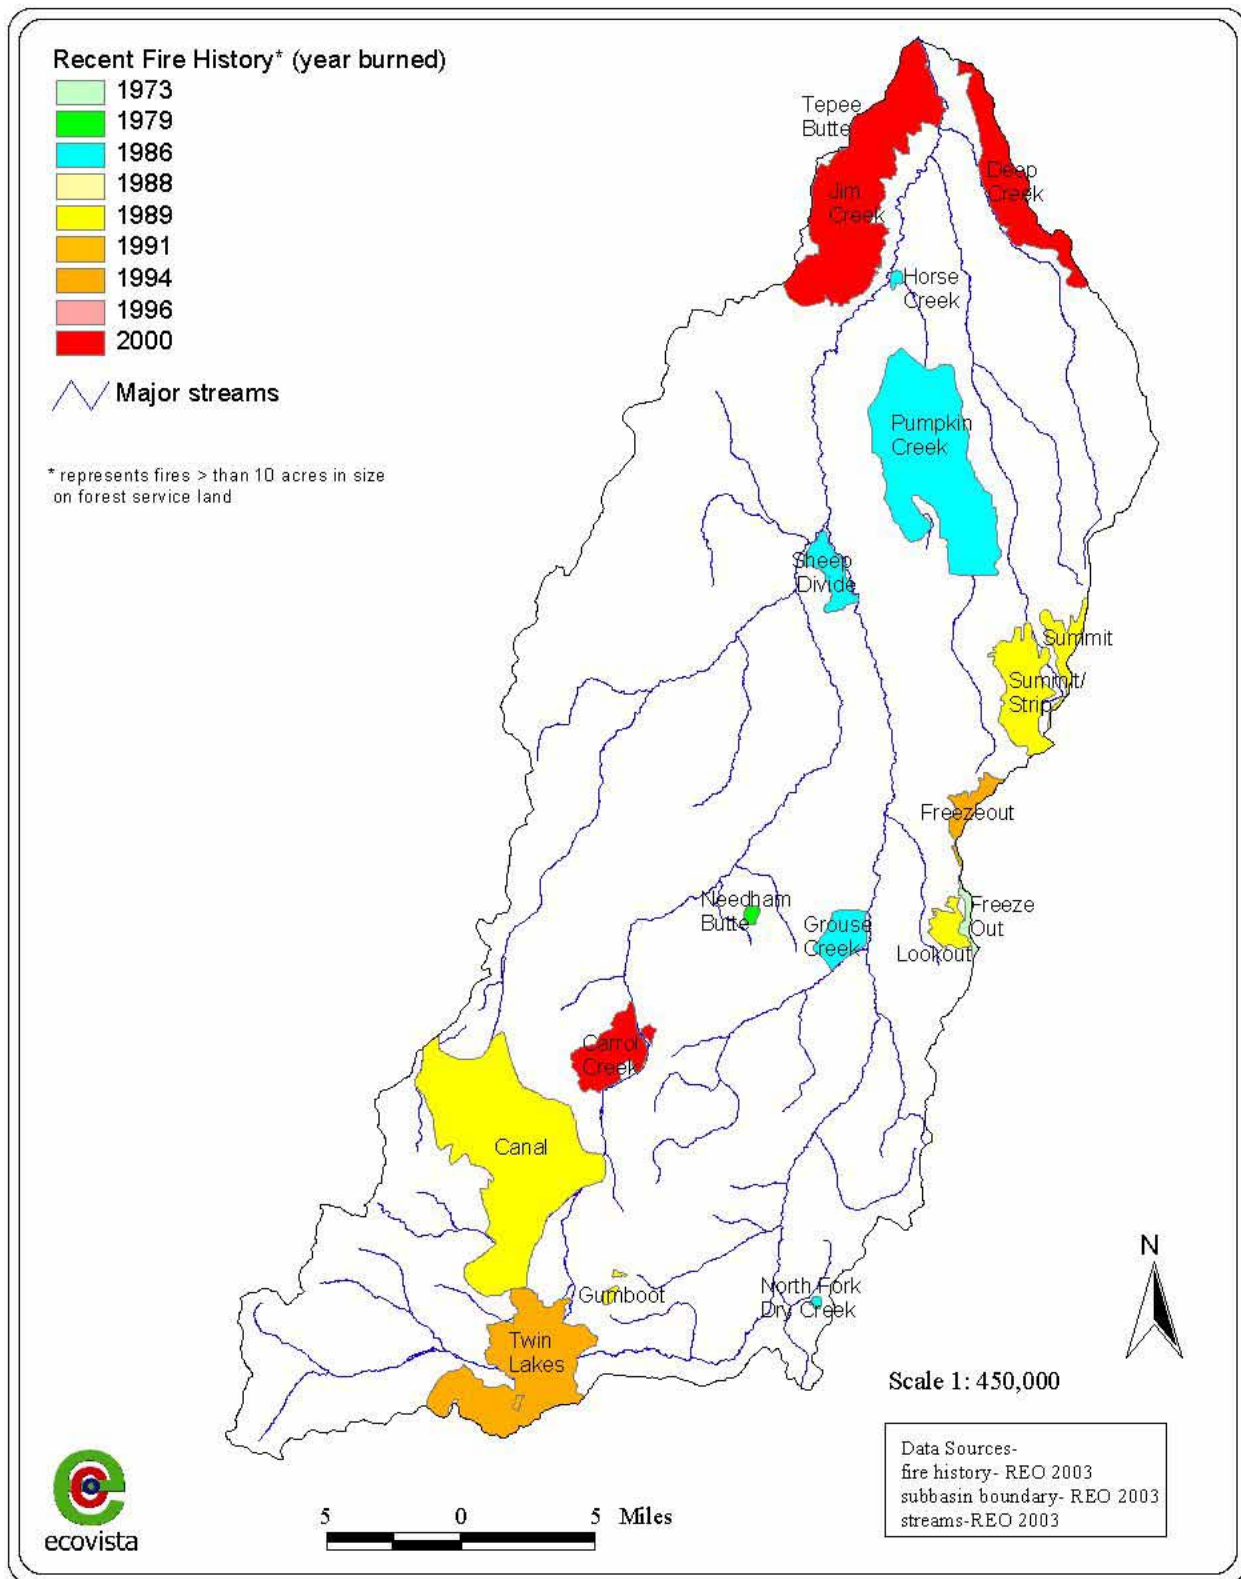 Recent Fire History* (year burned)
1973
1979
1986
1988
1989
1991
1994
1996
2000
Major streams
* represents fires > than 10 acres in size
on forest service land
Tepee
Butte
Jim
Creek
Deep
Creek
Horse
Creek
Pumpkin
Creek
Sheep
Divide
Summit
Summit/
Strip
Freezeout
Needham
Butte
Grouse
Creek
Freeze
Out
Lookout
Carrol
Creek
Canal
Gumboot
North Fork
Dry Creek
Twin
Lakes
N
Scale 1: 450,000
Data Sources-
fire history- REO 2003
subbasin boundary- REO 2003
streams-REO 2003
5 0 5 Miles
ecovista